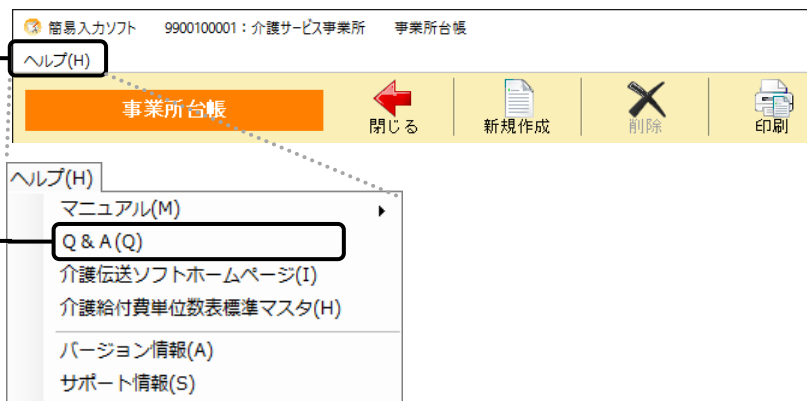 簡易入力ソフト 9900100001：介護サービス事業所 事業所台帳
ヘルプ(H)
事業所台帳 閉じる 新規作成 削除 印刷
ヘルプ(H)
マニュアル(M)
Q & A(Q)
介護伝送ソフトホームページ(I)
介護給付費単位数表標準マスタ(H)
バージョン情報(A)
サポート情報(S)